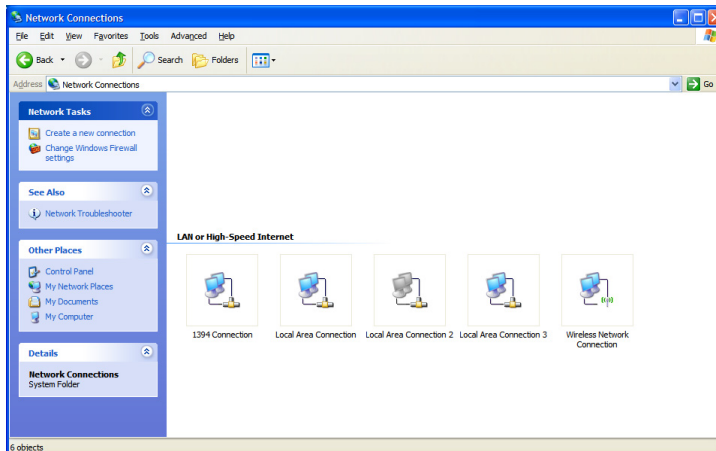 Network Connections
File Edit View Favorites Tools Advanced Help
Back Search Folders
Address Network Connections Go
Network Tasks
Create a new connection
Change Windows Firewall
settings
See Also
Network Troubleshooter
Other Places
Control Panel
My Network Places
My Documents
My Computer
Details
Network Connections
System Folder
LAN or High-Speed Internet
1394 Connection Local Area Connection Local Area Connection 2 Local Area Connection 3 Wireless Network
Connection
6 objects